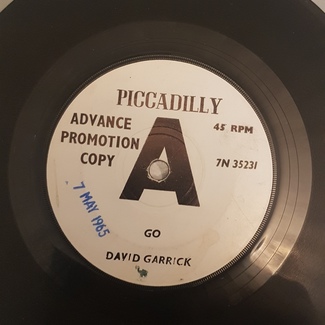 PICCADILLY
ADVANCE
PROMOTION
COPY
45 RPM
A
7N 35231
7 MAY 1965
GO
DAVID GARRICK